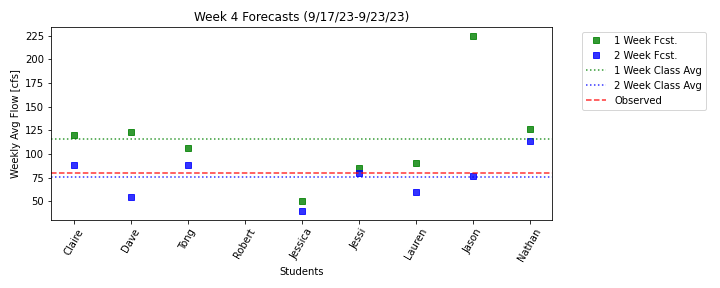 Week 4 Forecasts (9/17/23-9/23/23)
Weekly Avg Flow [cfs]
225
200
175
150
125
100
75
50
Claire
Dave
Tong
Robert
Jessica
Jessi
Lauren
Jason
Nathan
Students
1 Week Fcst.
2 Week Fcst.
1 Week Class Avg
2 Week Class Avg
Observed